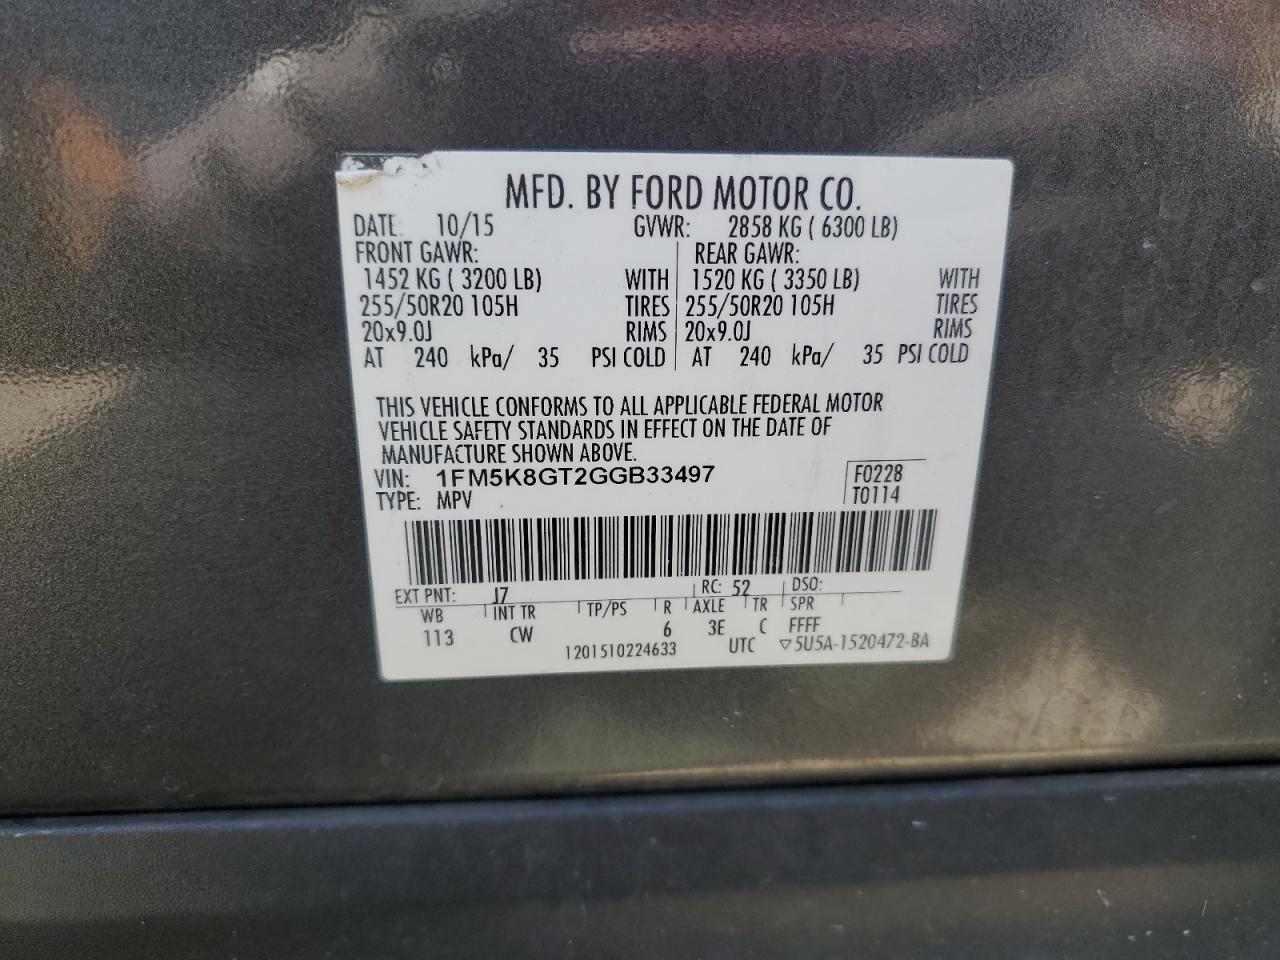 MFD. BY FORD MOTOR CO.
DATE: 10/15 GVWR: 2858 KG ( 6300 LB)
FRONT GAWR: REAR GAWR:
1452 KG ( 3200 LB) WITH 1520 KG ( 3350 LB) WITH
255/50R20 105H TIRES 255/50R20 105H TIRES
20x9.0J RIMS 20x9.0J RIMS
AT 240 kPa/ 35 PSI COLD AT 240 kPa/ 35 PSI COLD
THIS VEHICLE CONFORMS TO ALL APPLICABLE FEDERAL MOTOR
VEHICLE SAFETY STANDARDS IN EFFECT ON THE DATE OF
MANUFACTURE SHOWN ABOVE.
VIN: 1FM5K8GT2GGB33497 F0228
TYPE: MPV T0114
EXT PNT: J7 RC: 52 DSO:
WB INT TR TP/PS R AXLE TR SPR
113 CW 6 3E C FFFF
1201510224633 UTC ▽5U5A-1520472-BA